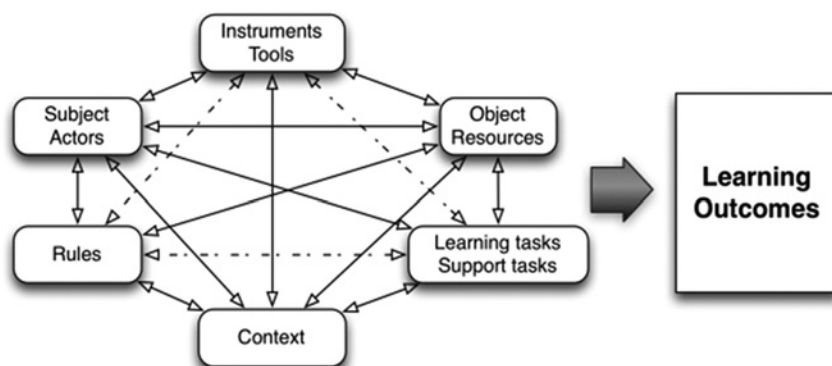 Instruments
Tools
Subject
Actors
Object
Resources
Learning
Outcomes
Rules
Learning tasks
Support tasks
Context